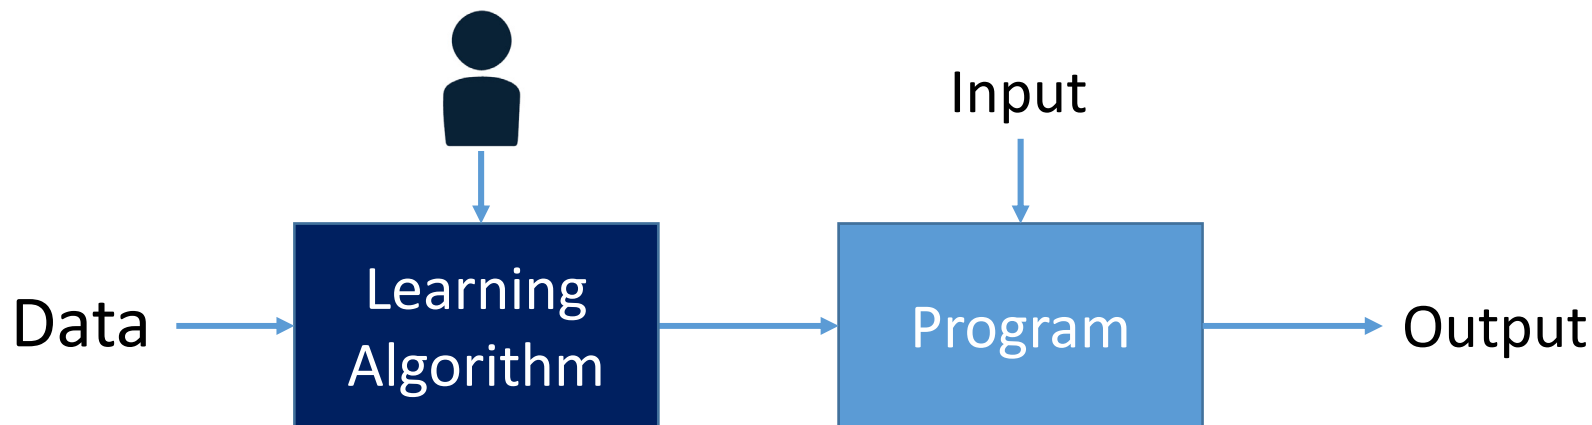 Input
Data
Learning
Algorithm
Program
Output